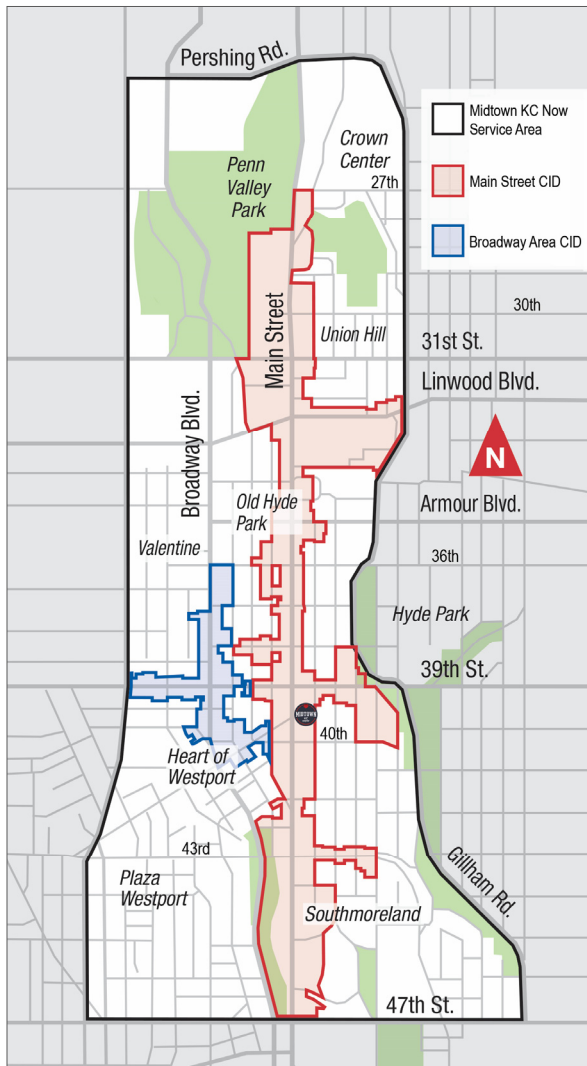 Pershing Rd.
Midtown KC Now
Service Area
Crown
Center
Penn
Valley
Park
27th
Main Street CID
Broadway Area CID
30th
Main Street
Union Hill
31st St.
Linwood Blvd.
Broadway Blvd.
N
Old Hyde
Park
Armour Blvd.
Valentine
36th
Hyde Park
39th St.
MIDTOWN
40th
Heart of
Westport
43rd
Plaza
Westport
Gillham Rd.
Southmoreland
47th St.